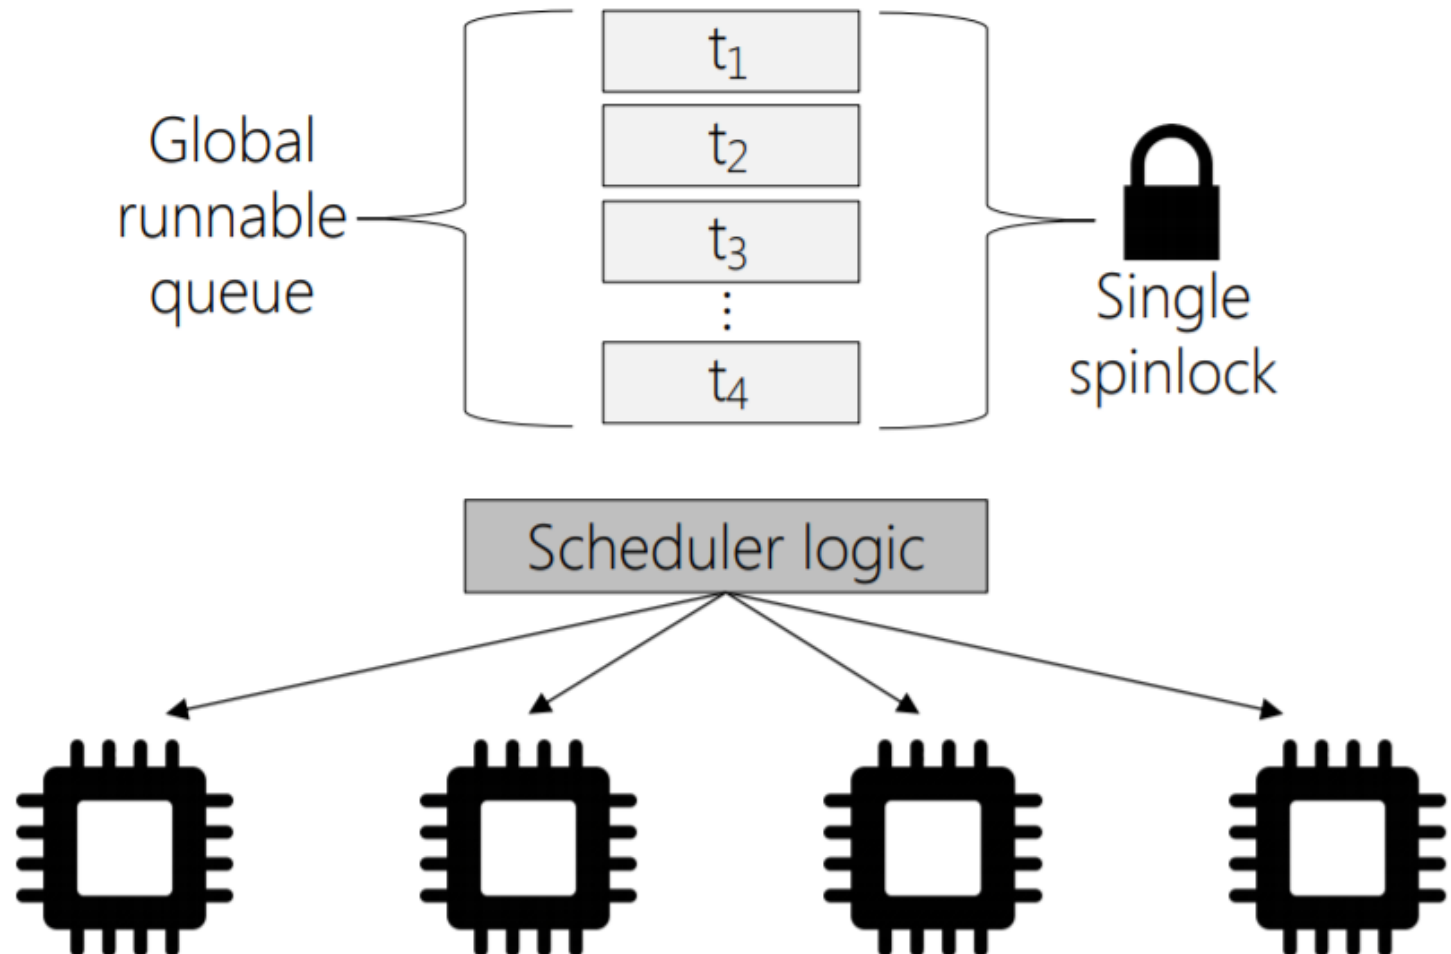 t₁
t₂
Global
runnable
queue
t₃
⋮
t₄
Single
spinlock
Scheduler logic